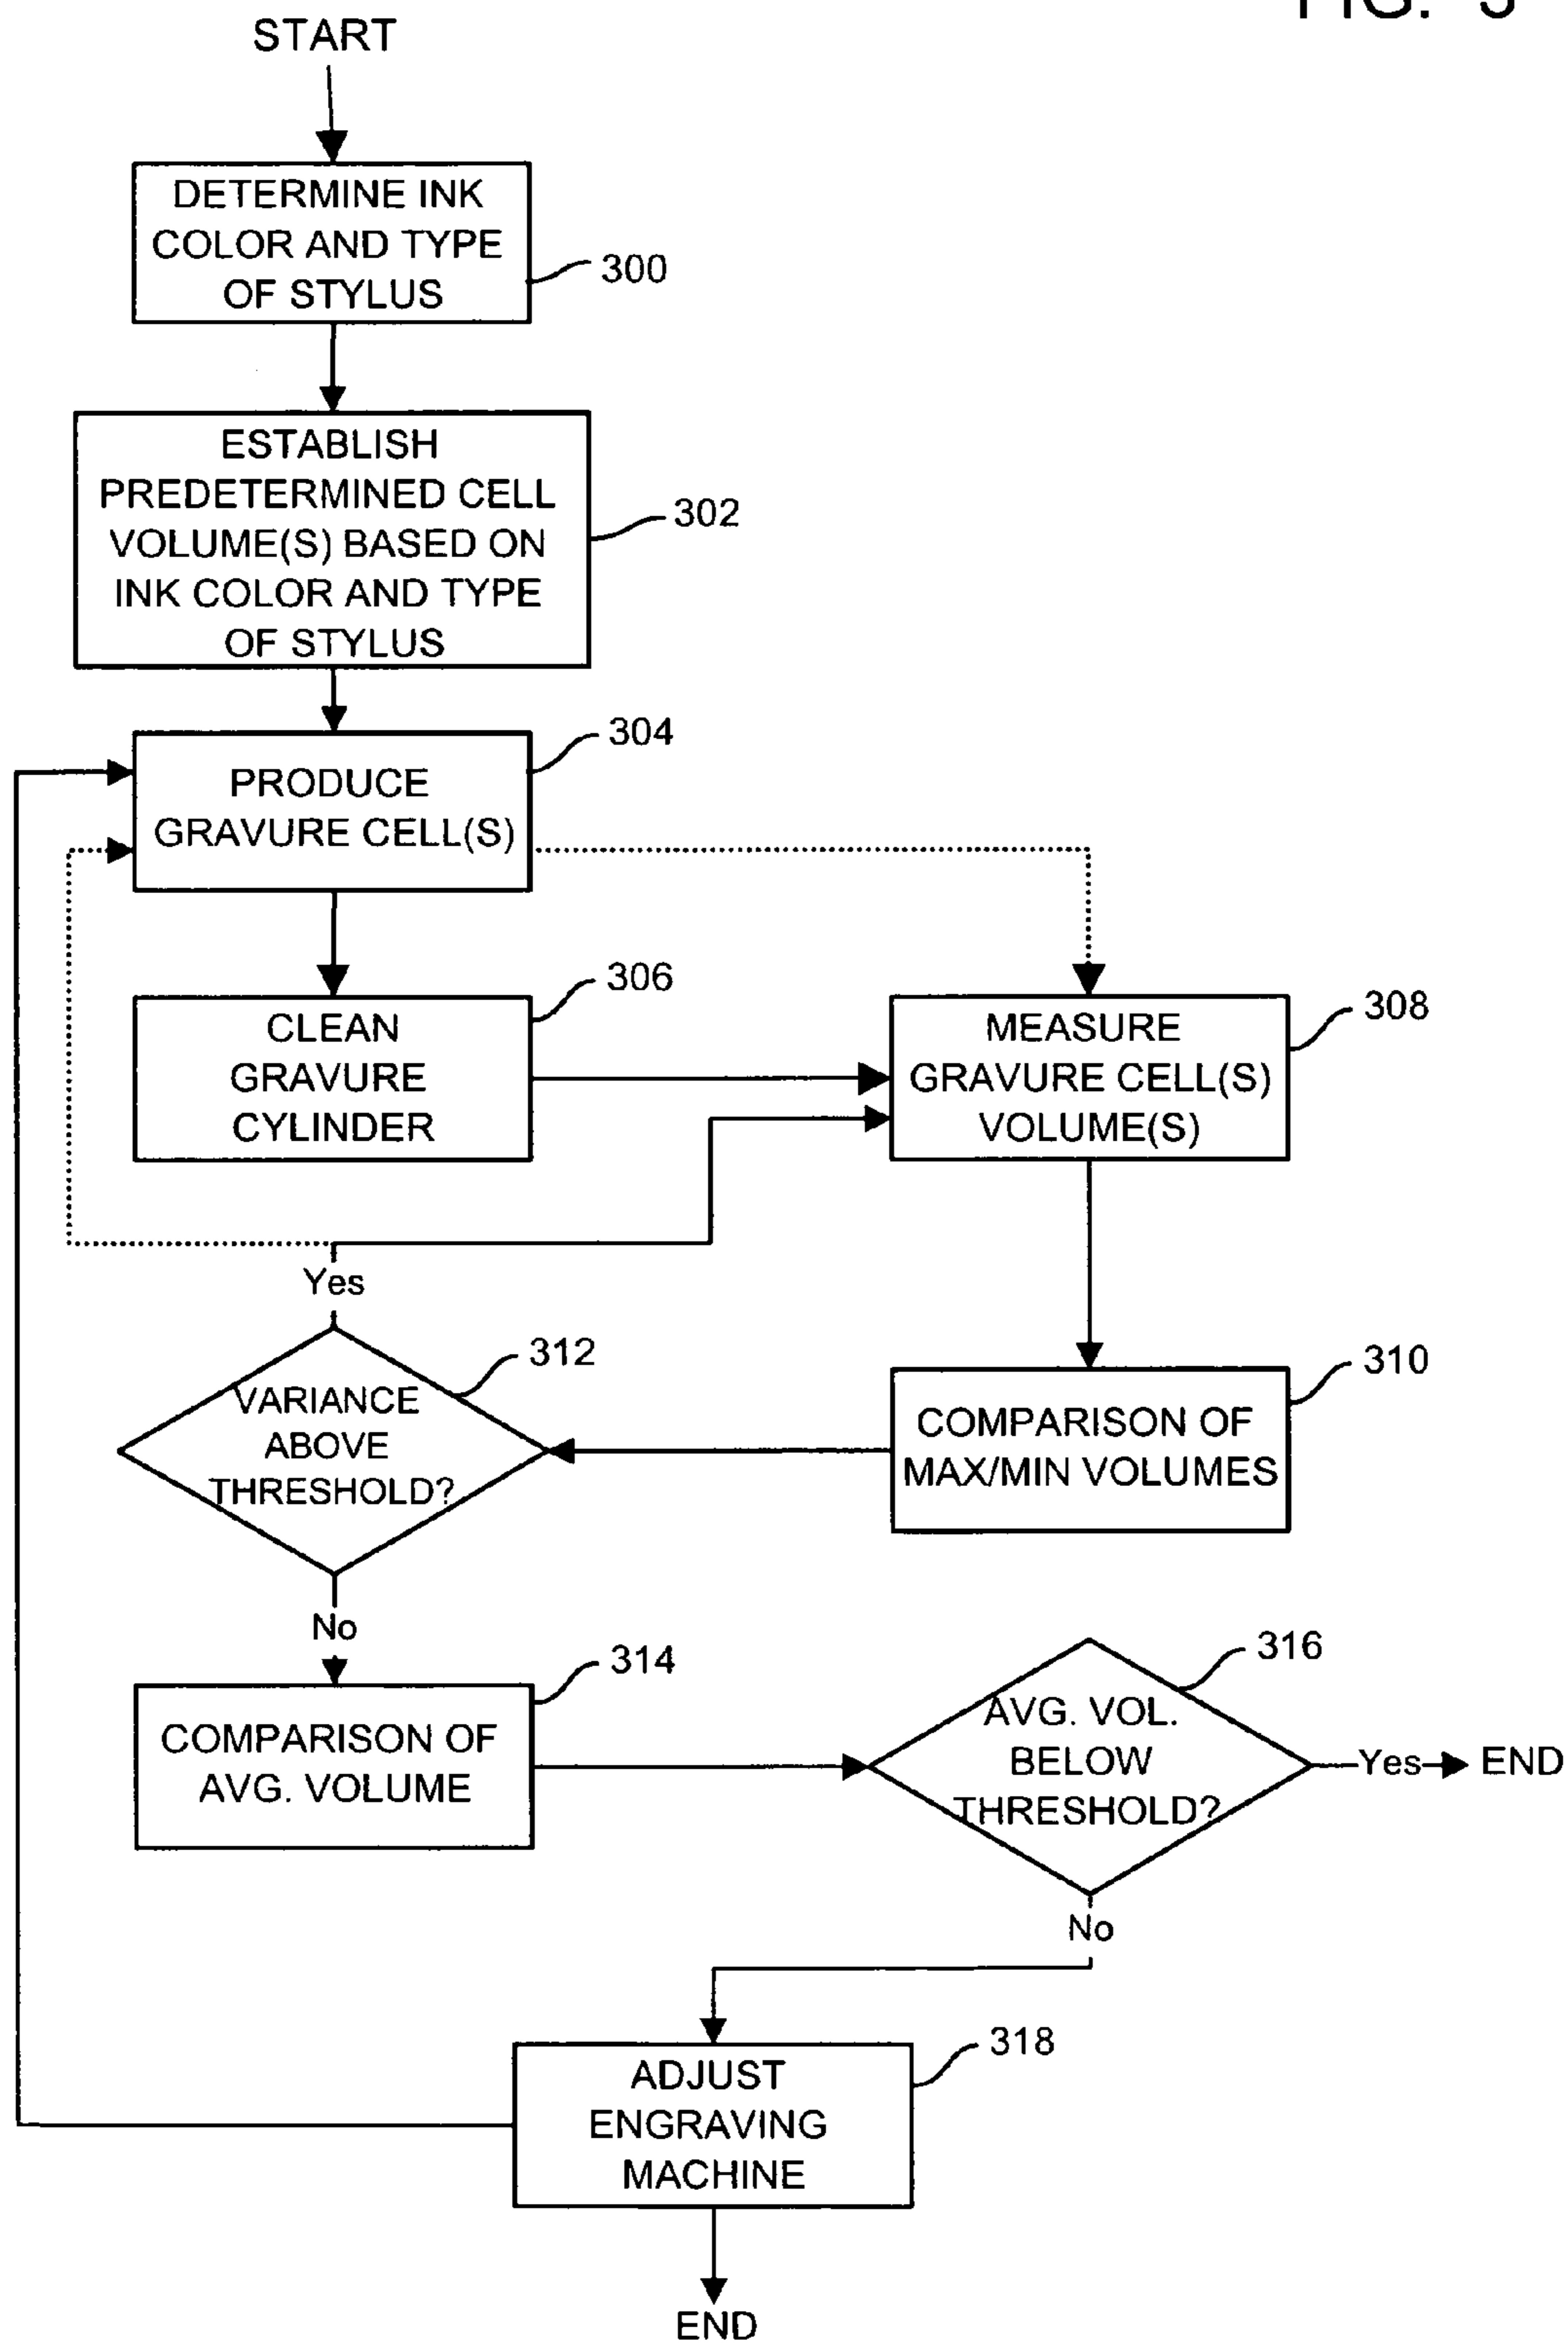 FIG. 3
START
DETERMINE INK
COLOR AND TYPE
OF STYLUS
300
ESTABLISH
PREDETERMINED CELL
VOLUME(S) BASED ON
INK COLOR AND TYPE
OF STYLUS
302
PRODUCE
GRAVURE CELL(S)
304
CLEAN
GRAVURE
CYLINDER
306
MEASURE
GRAVURE CELL(S)
VOLUME(S)
308
Yes
VARIANCE
ABOVE
THRESHOLD?
312
COMPARISON OF
MAX/MIN VOLUMES
310
No
COMPARISON OF
AVG. VOLUME
314
AVG. VOL.
BELOW
THRESHOLD?
316
Yes
END
No
ADJUST
ENGRAVING
MACHINE
318
END